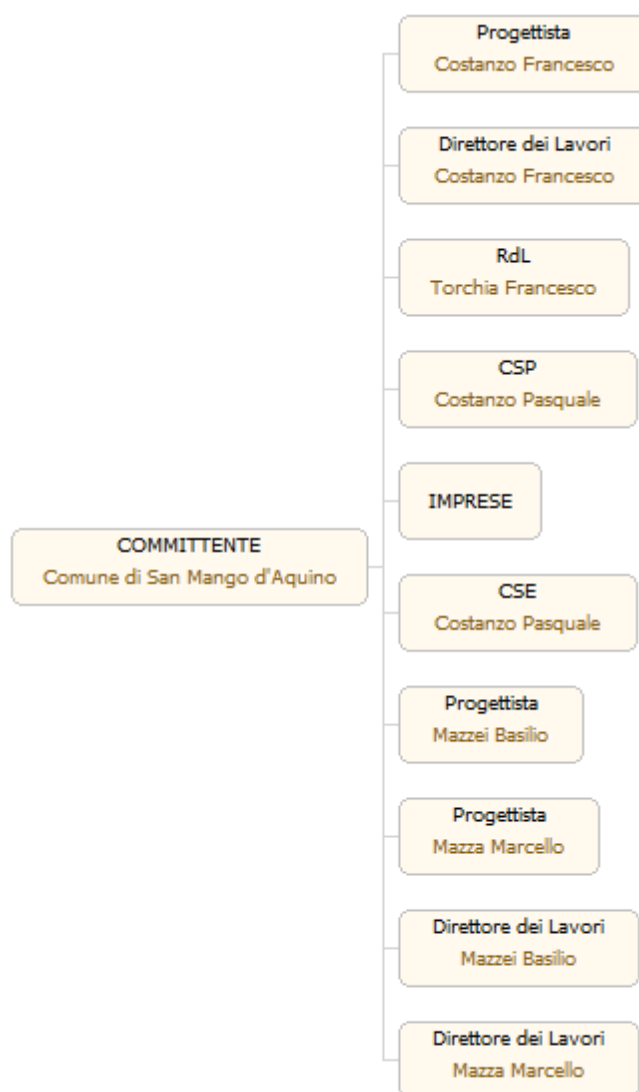 Progettista
Costanzo Francesco
Direttore dei Lavori
Costanzo Francesco
RdL
Torchia Francesco
CSP
Costanzo Pasquale
IMPRESE
COMMITTENTE
Comune di San Mango d'Aquino
CSE
Costanzo Pasquale
Progettista
Mazzei Basilio
Progettista
Mazza Marcello
Direttore dei Lavori
Mazzei Basilio
Direttore dei Lavori
Mazza Marcello